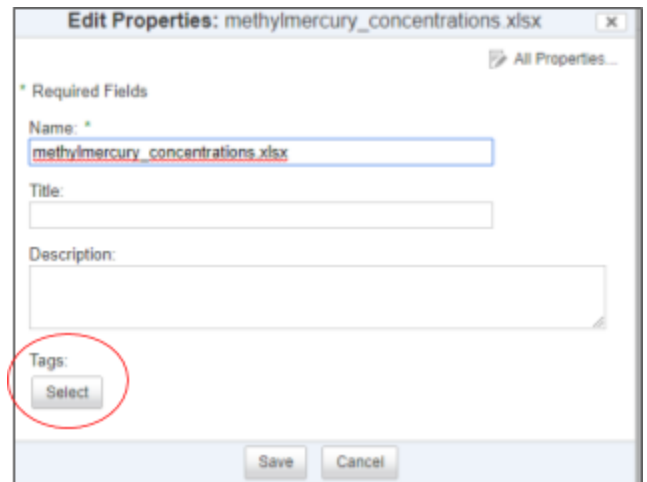 Edit Properties: methylmercury_concentrations.xlsx
All Properties...
* Required Fields
Name: *
methylmercury_concentrations.xlsx
Title:
Description:
Tags:
Select
Save Cancel